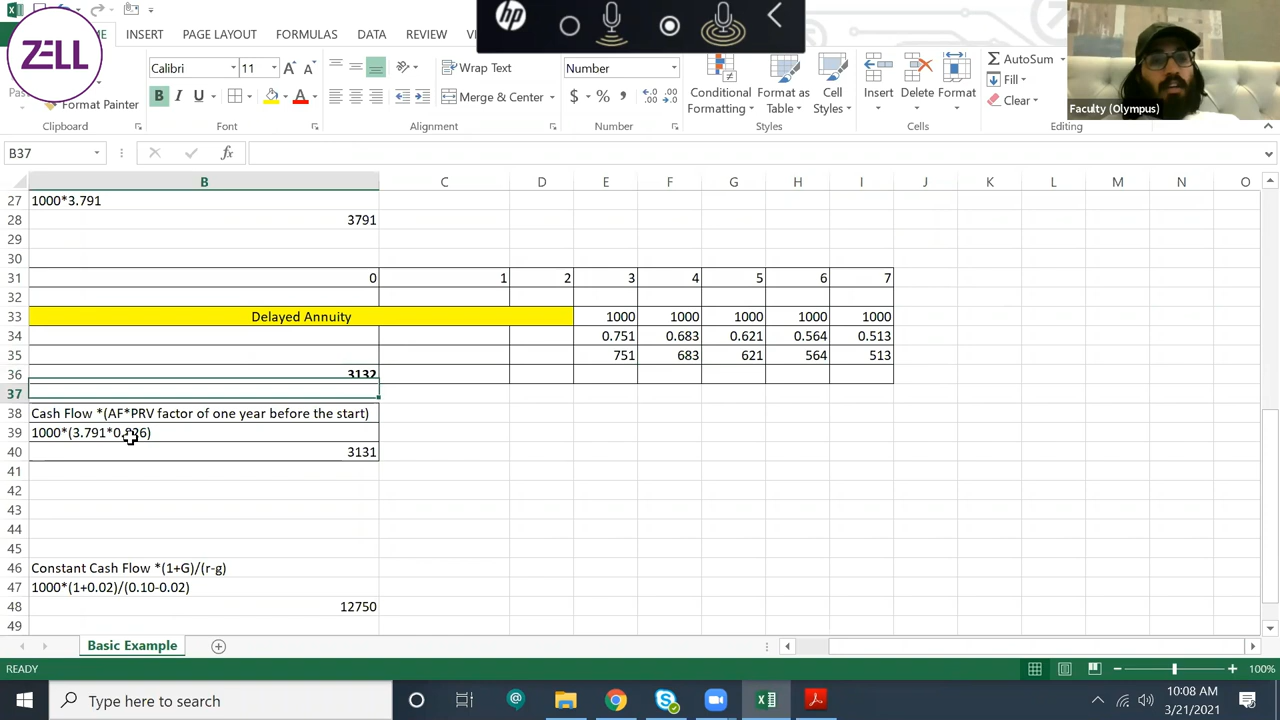 ZELL
INSERT PAGE LAYOUT FORMULAS DATA REVIEW
hp
Faculty (Olympus)
Calibri 11
Wrap Text
Number
AutoSum
Format Painter
B I U
Merge & Center
$ % ,
Conditional Formatting
Format as Table
Cell Styles
Insert Delete Format
Fill
Clear
Clipboard Font Alignment Number Styles Cells Editing
B37 fx
B C D E F G H I J K L M N O
27 1000*3.791
28 3791
29
30
31 0 1 2 3 4 5 6 7
32
33 Delayed Annuity 1000 1000 1000 1000 1000
34 0.751 0.683 0.621 0.564 0.513
35 751 683 621 564 513
36 3132
37
38 Cash Flow *(AF*PRV factor of one year before the start)
39
40 3131
41
42
43
44
45
46 Constant Cash Flow *(1+G)/(r-g)
47 1000*(1+0.02)/(0.10-0.02)
48 12750
49
Basic Example
READY 100%
Type here to search
10:08 AM
3/21/2021